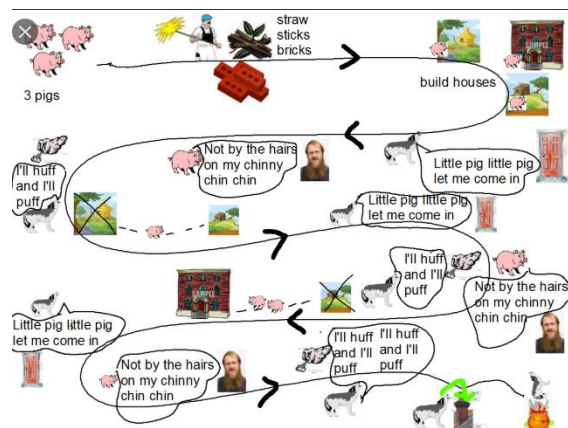 straw
sticks
bricks
3 pigs
build houses
Not by the hairs
on my chinny
chin chin
Little pig little pig
let me come in
I'll huff
and I'll
puff
Little pig little pig
let me come in
I'll huff
and I'll
puff
Not by the hairs
on my chinny
chin chin
Little pig little pig
let me come in
Not by the hairs
on my chinny
chin chin
I'll huff
and I'll
puff
I'll huff
and I'll
puff